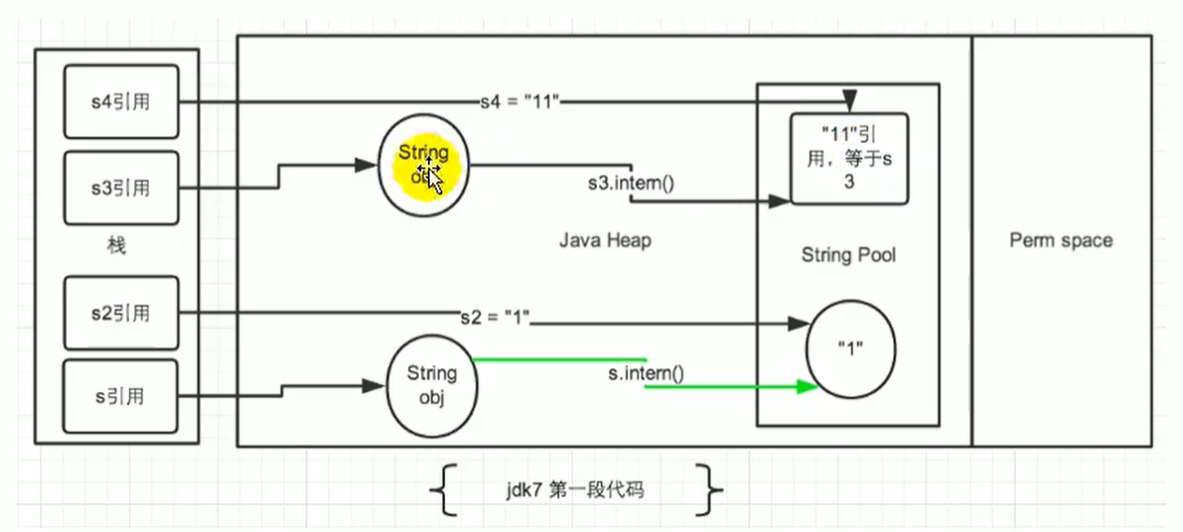 s4引用
s4 = "11"
"11"引
用，等于s
3
String
s3引用
s3.intern()
栈
Java Heap
String Pool
Perm space
s2引用
s2 = "1"
"1"
String
obj
s.intern()
s引用
jdk7 第一段代码